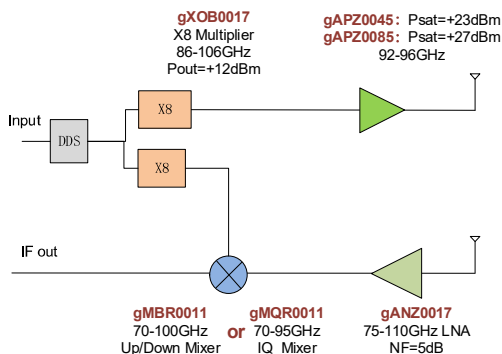 gXOB0017
X8 Multiplier
86-106GHz
Pout=+12dBm
gAPZ0045: Psat=+23dBm
gAPZ0085: Psat=+27dBm
92-96GHz
Input
DDS
X8
X8
IF out
gMBR0011
70-100GHz
Up/Down Mixer
or
gMQR0011
70-95GHz
IQ Mixer
gANZ0017
75-110GHz LNA
NF=5dB